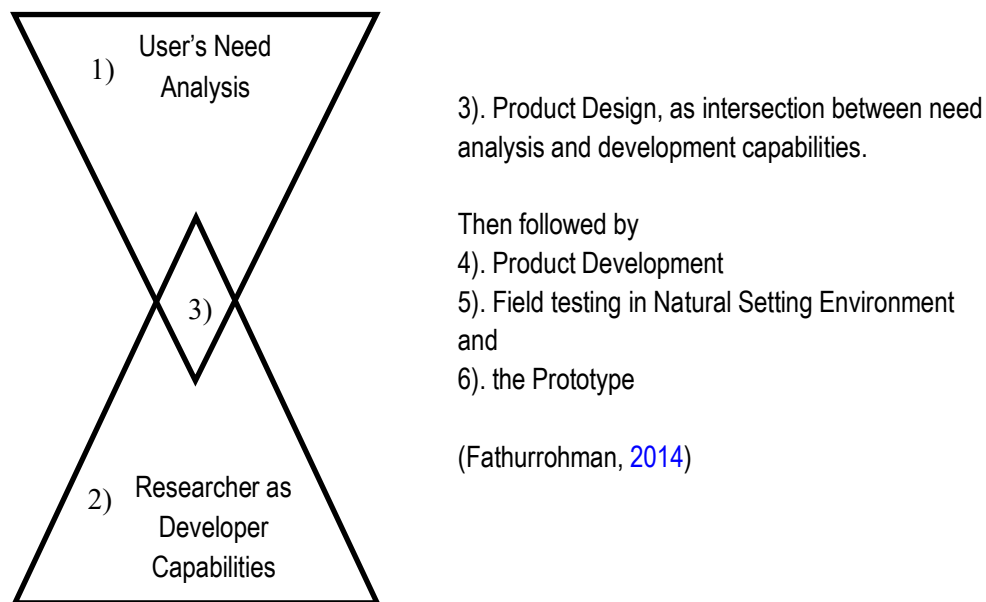 1)
User’s Need
Analysis
3)
2)
Researcher as
Developer
Capabilities
3). Product Design, as intersection between need
analysis and development capabilities.
Then followed by
4). Product Development
5). Field testing in Natural Setting Environment
and
6). the Prototype
(Fathurrohman, 2014)